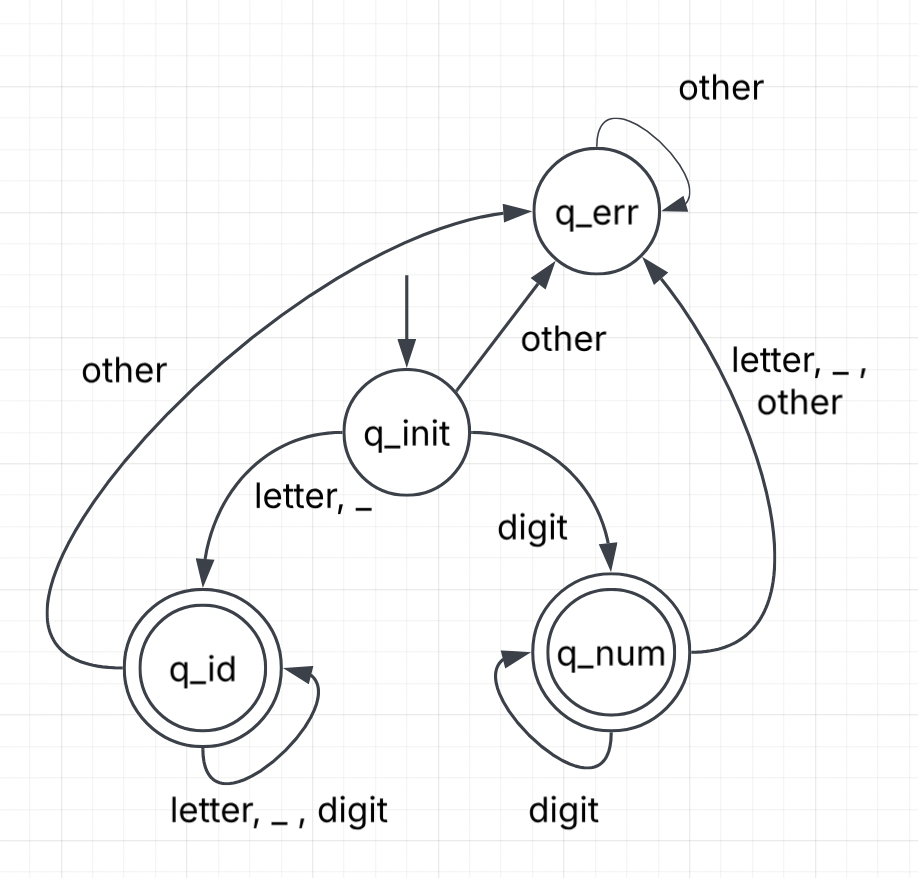 other
q_err
other
other
letter, _ ,
other
q_init
letter, _
digit
q_id
q_num
letter, _ , digit
digit